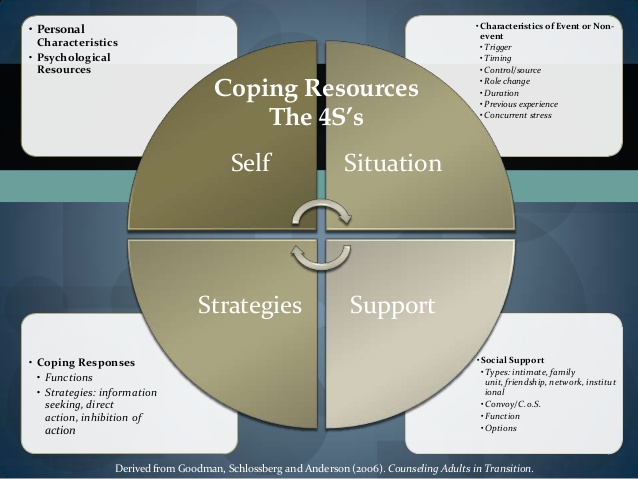 • Personal
Characteristics
• Psychological
Resources
• Characteristics of Event or Non-
event
• Trigger
• Timing
• Control/source
• Role change
• Duration
• Previous experience
• Concurrent stress
Coping Resources
The 4S's
Self
Situation
Strategies
Support
• Coping Responses
• Functions
• Strategies: information
seeking, direct
action, inhibition of
action
• Social Support
• Types: intimate, family
unit, friendship, network, institut
ional
• Convoy/C.o.S.
• Function
• Options
Derived from Goodman, Schlossberg and Anderson (2006). Counseling Adults in Transition.